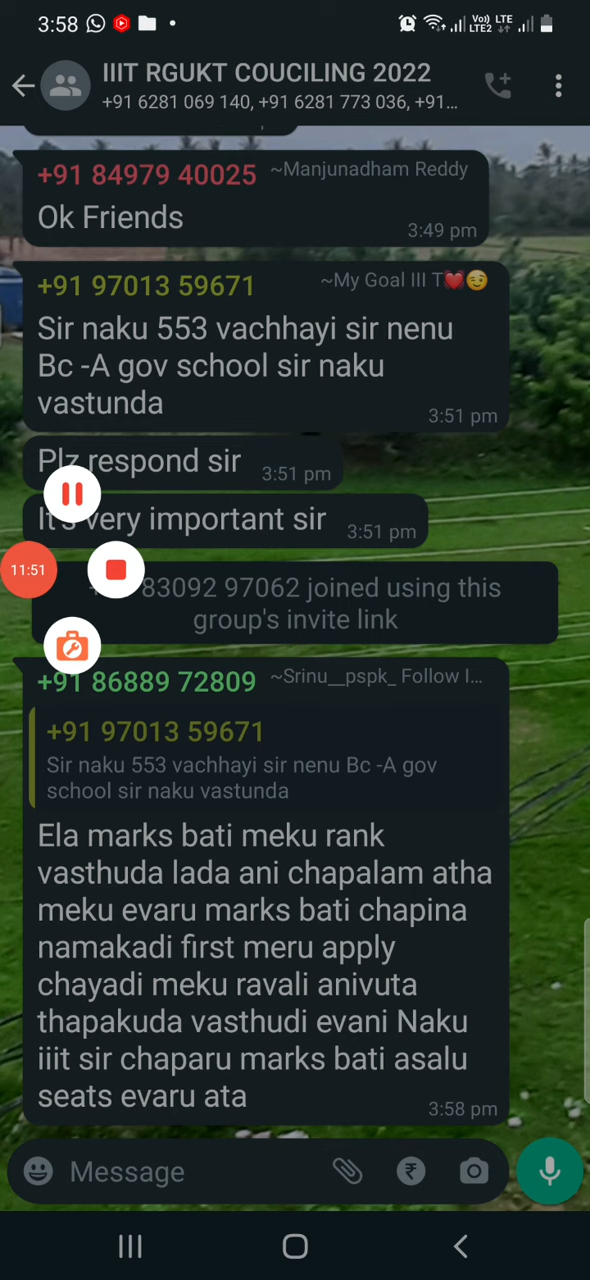 3:58
Vo)) LTE
LTE2
IIIT RGUKT COUCILING 2022
+91 6281 069 140, +91 6281 773 036, +91...
+91 84979 40025 ~Manjunadham Reddy
Ok Friends
3:49 pm
+91 97013 59671 ~My Goal III T❤️😉
Sir naku 553 vachhayi sir nenu
Bc -A gov school sir naku
vastunda
3:51 pm
Plz respond sir 3:51 pm
It's very important sir 3:51 pm
11:51
83092 97062 joined using this
group's invite link
+91 86889 72809 ~Srinu__pspk_ Follow I...
+91 97013 59671
Sir naku 553 vachhayi sir nenu Bc -A gov
school sir naku vastunda
Ela marks bati meku rank
vasthuda lada ani chapalam atha
meku evaru marks bati chapina
namakadi first meru apply
chayadi meku ravali anivuta
thapakuda vasthudi evani Naku
iiit sir chaparu marks bati asalu
seats evaru ata
3:58 pm
Message